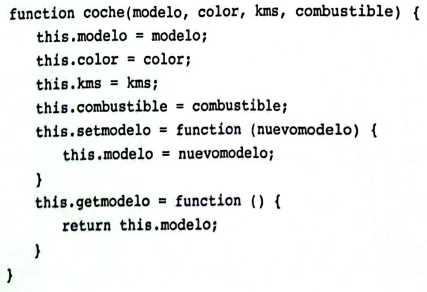 function coche(modelo, color, kms, combustible) {
this.modelo = modelo;
this.color = color;
this.kms = kms;
this.combustible = combustible;
this.setmodelo = function (nuevomodelo) {
this.modelo = nuevomodelo;
}
this.getmodelo = function () {
return this.modelo;
}
}